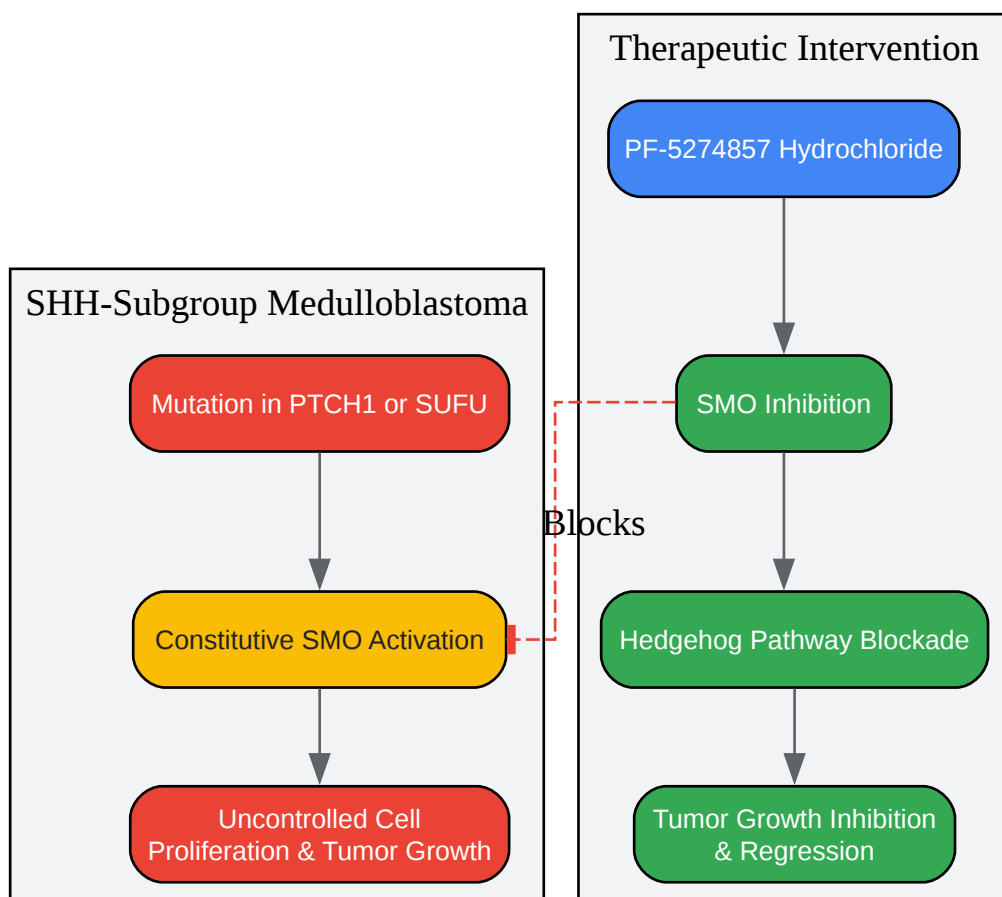 Therapeutic Intervention
PF-5274857 Hydrochloride
SHH-Subgroup Medulloblastoma
Mutation in PTCH1 or SUFU
SMO Inhibition
Blocks
Constitutive SMO Activation
Hedgehog Pathway Blockade
Uncontrolled Cell
Proliferation & Tumor Growth
Tumor Growth Inhibition
& Regression